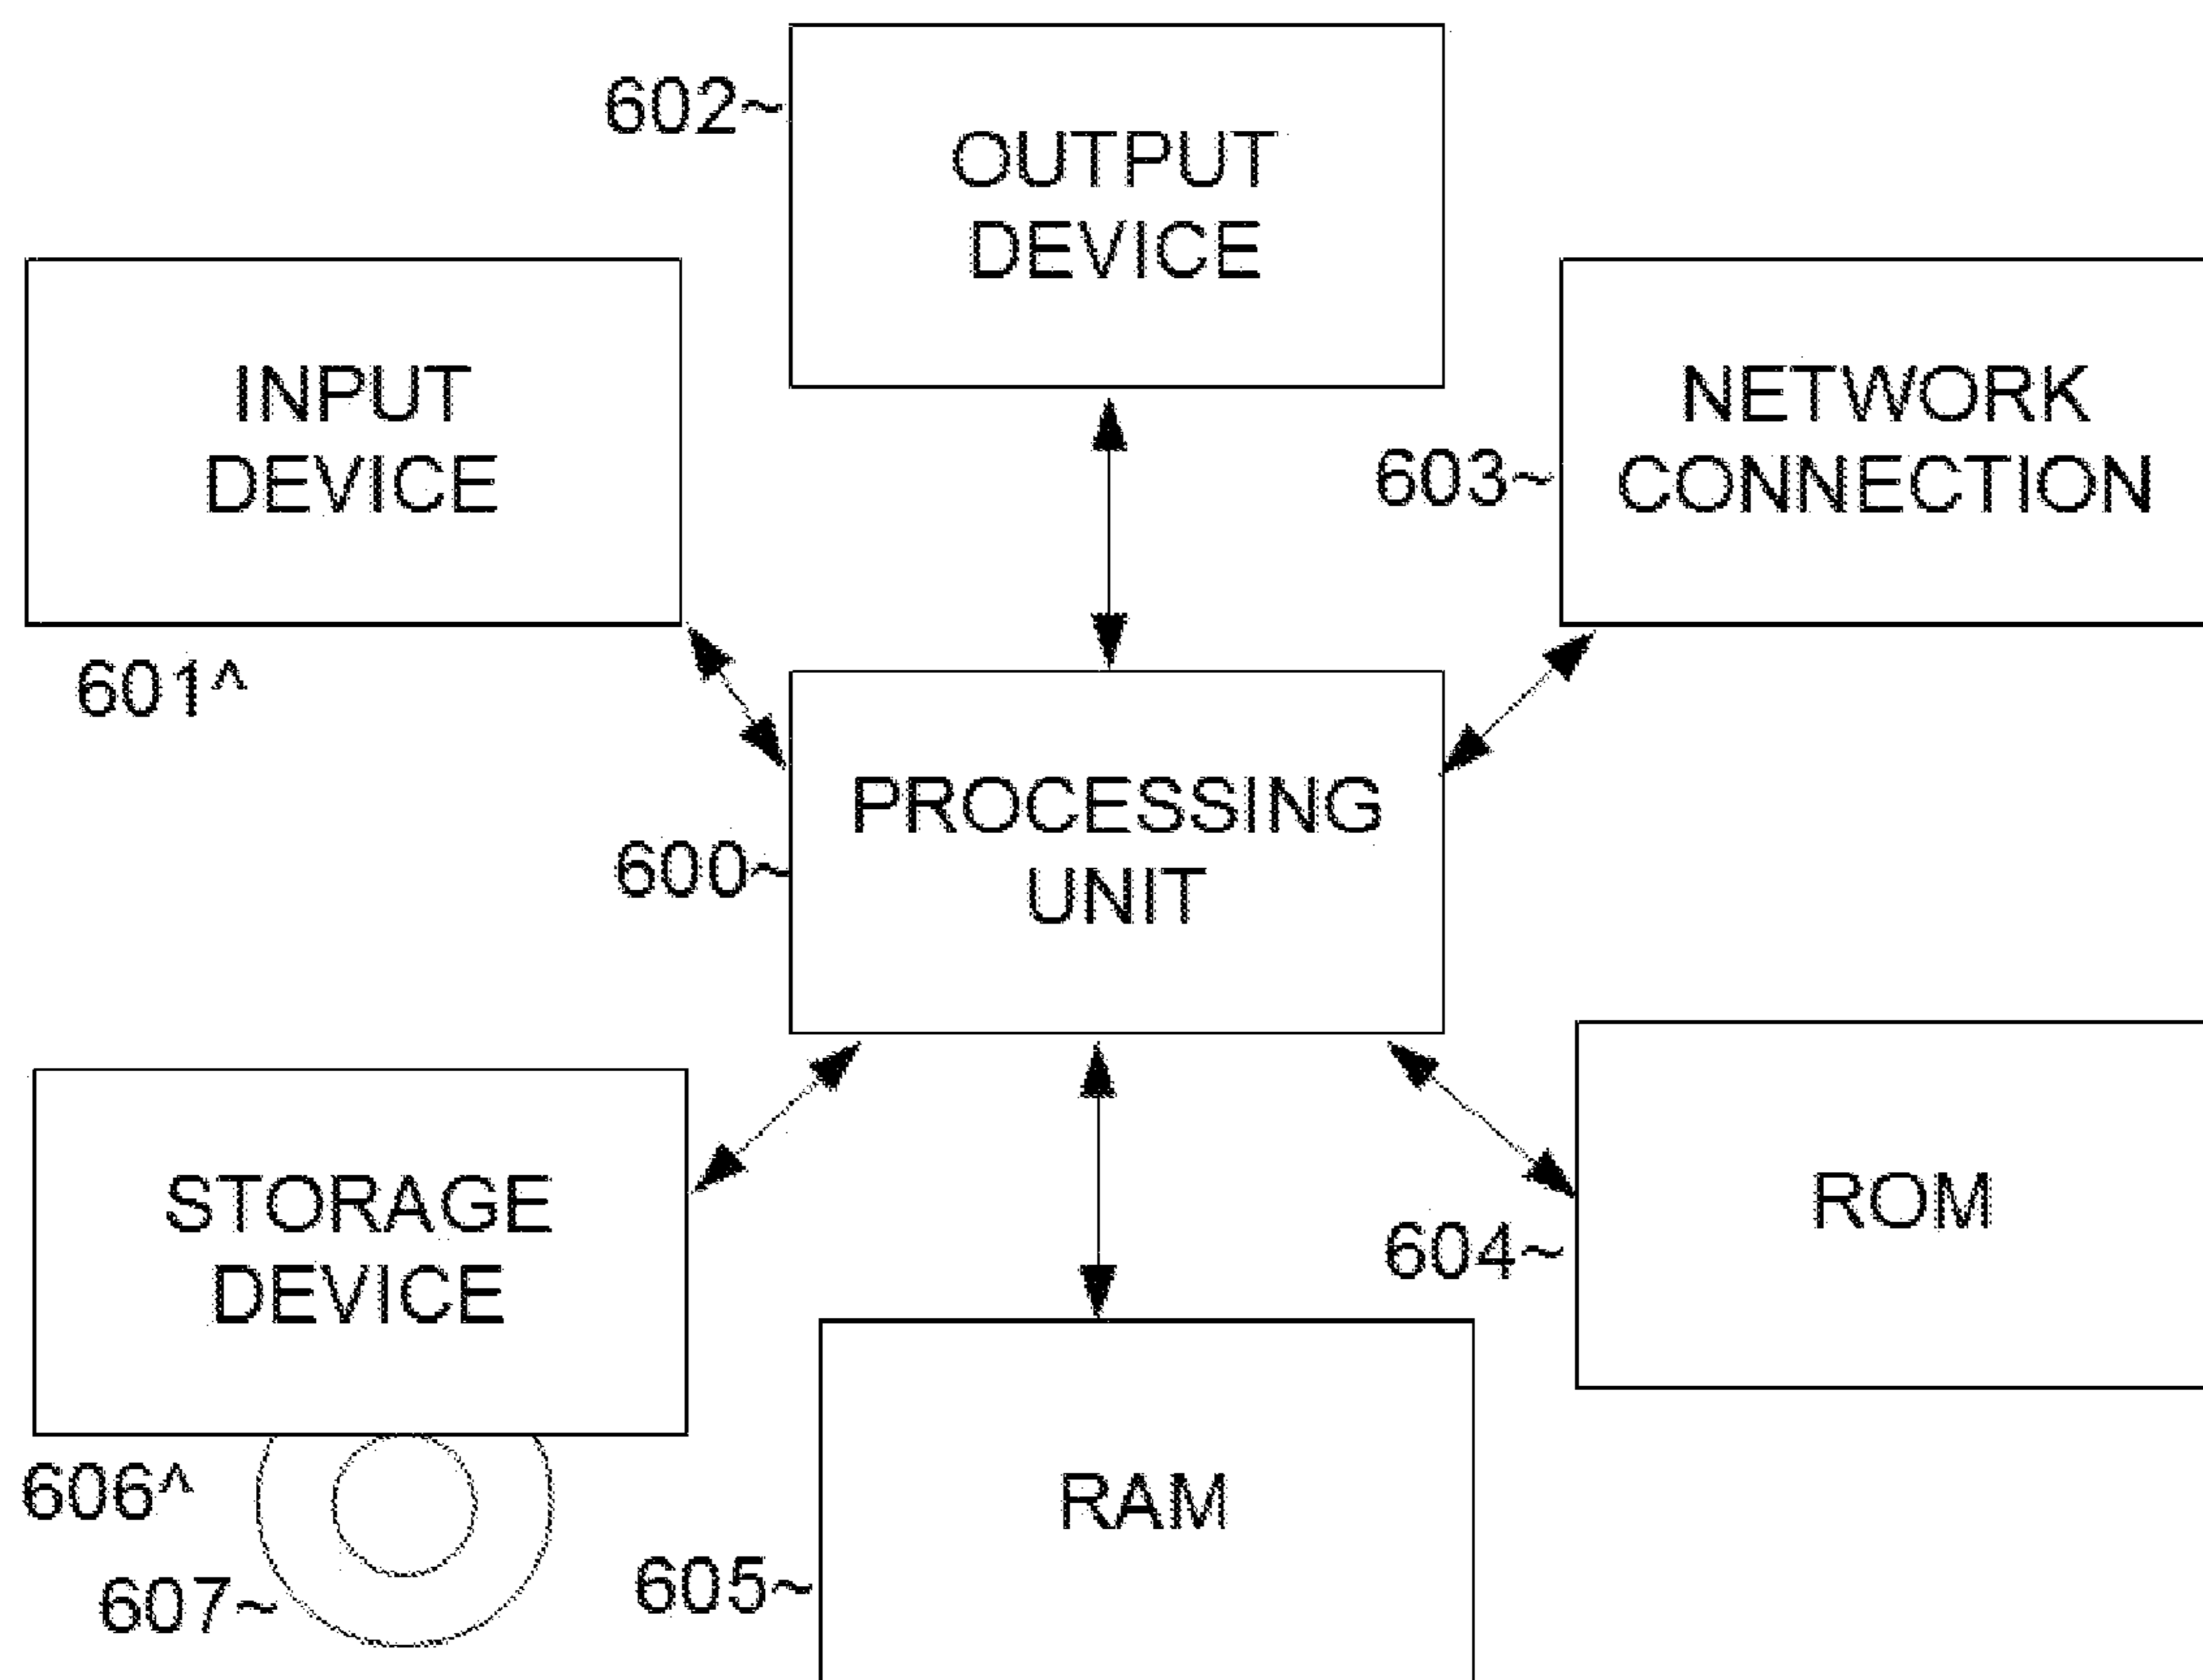 602~
OUTPUT
DEVICE
INPUT
DEVICE
601^
NETWORK
CONNECTION
603~
PROCESSING
UNIT
600~
STORAGE
DEVICE
606^
607~
RAM
605~
ROM
604~